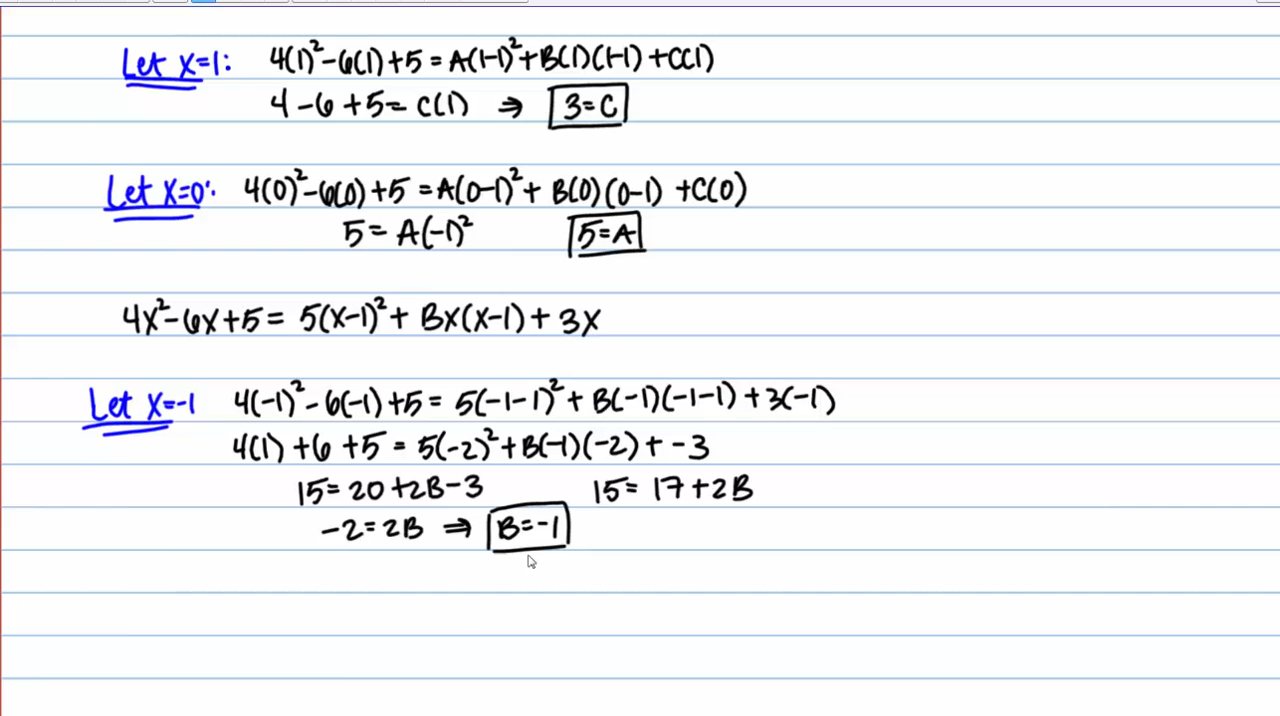 Let x=1: 4(1)²-6(1)+5 = A(1-1)²+B(1)(1-1)+C(1)
4-6+5= C(1) ⇒ 3=C
Let x=0: 4(0)²-6(0)+5 = A(0-1)²+ B(0)(0-1) +C(0)
5= A(-1)² 5=A
4x²-6x+5= 5(x-1)²+ Bx(x-1)+ 3x
Let x=-1 4(-1)²-6(-1)+5= 5(-1-1)²+B(-1)(-1-1)+3(-1)
4(1)+6+5= 5(-2)²+B(-1)(-2)+ -3
15= 20+2B-3 15= 17+2B
-2=2B ⇒ B=-1